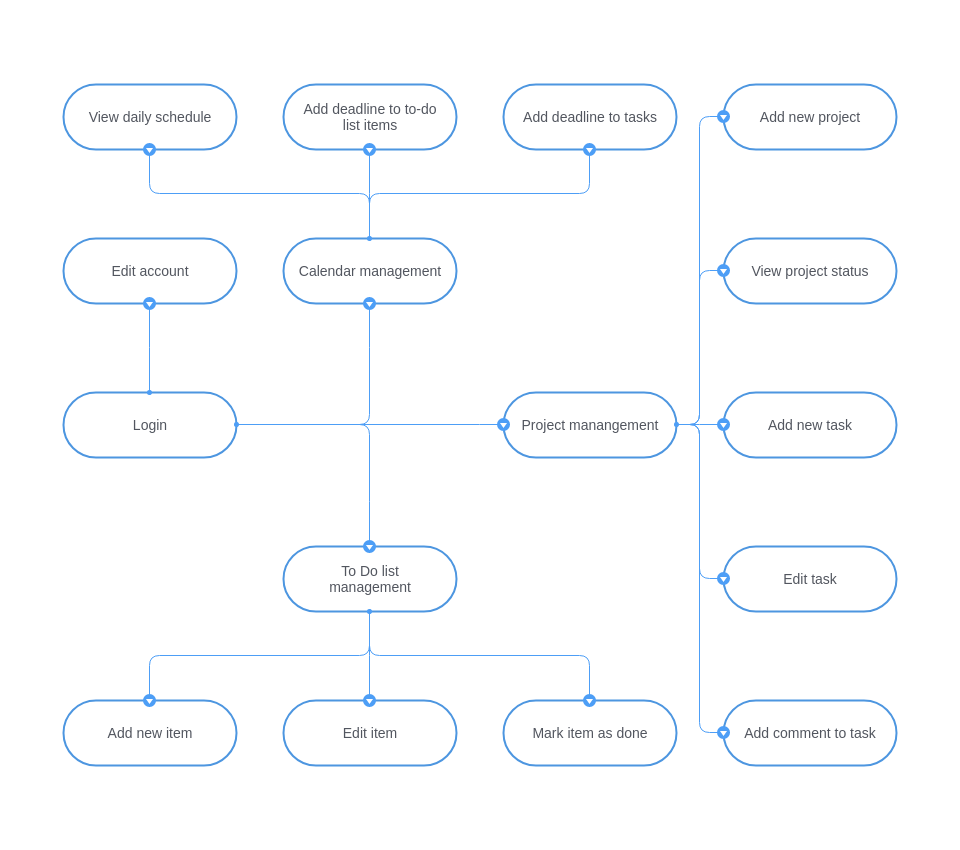 View daily schedule
Add deadline to to-do
list items
Add deadline to tasks
Add new project
Edit account
Calendar management
View project status
Login
Project manangement
Add new task
To Do list
management
Edit task
Add new item
Edit item
Mark item as done
Add comment to task